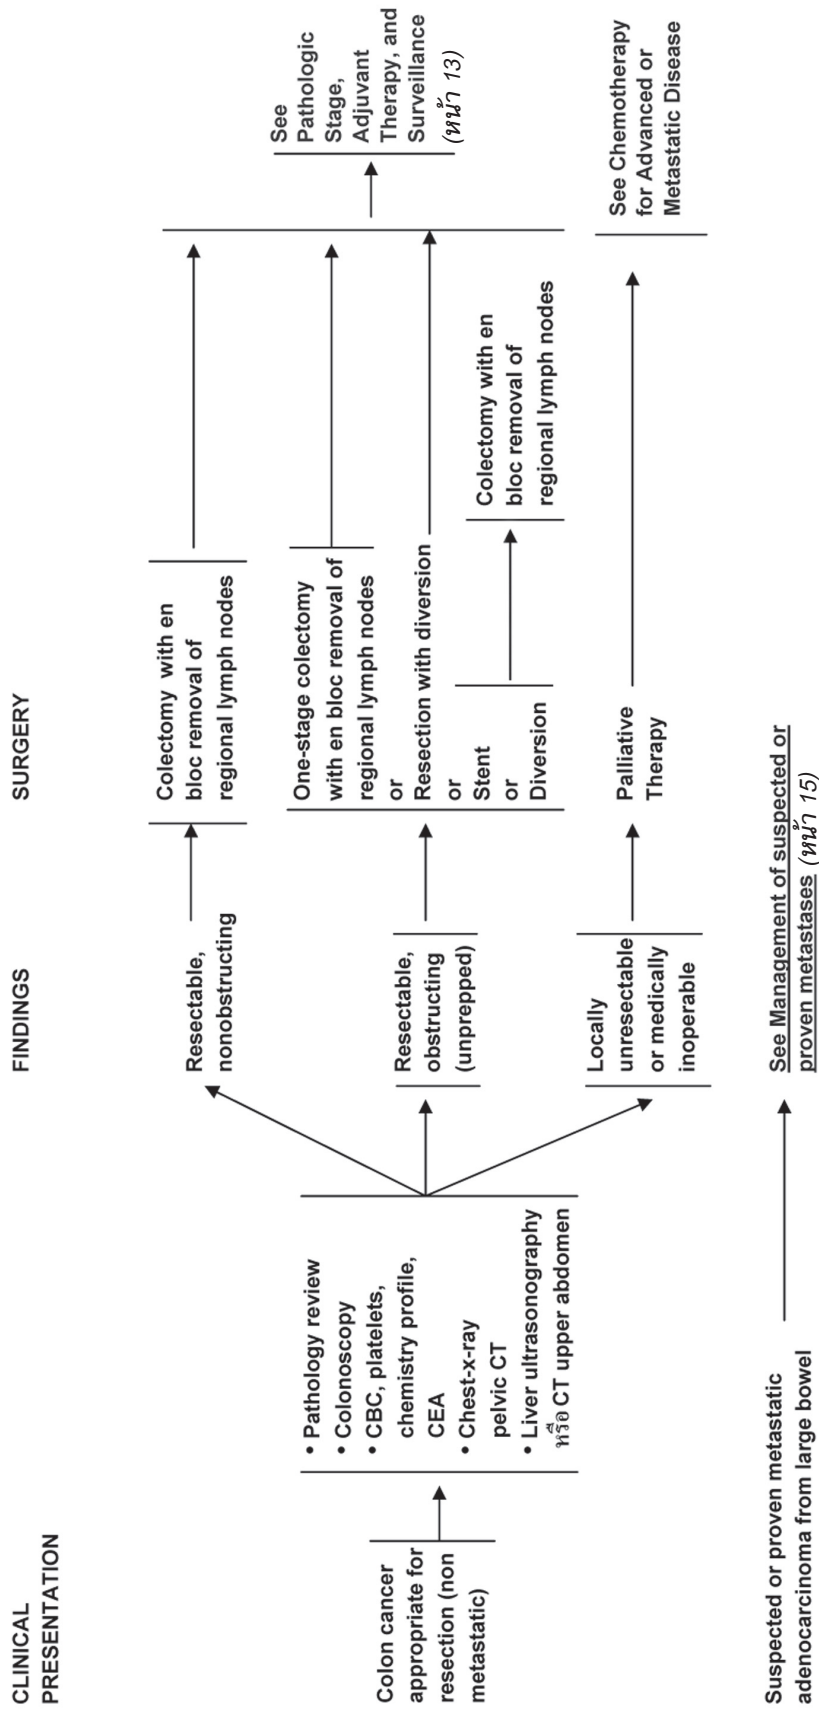 CLINICAL
PRESENTATION
FINDINGS
SURGERY
Colon cancer
appropriate for
resection (non
metastatic)
• Pathology review
• Colonoscopy
• CBC, platelets,
chemistry profile,
CEA
• Chest-x-ray
pelvic CT
• Liver ultrasonography
หรือ CT upper abdomen
Resectable,
nonobstructing
Colectomy with en
bloc removal of
regional lymph nodes
Resectable,
obstructing
(unprepped)
One-stage colectomy
with en bloc removal of
regional lymph nodes
or
Resection with diversion
or
Stent
or
Diversion
Colectomy with en
bloc removal of
regional lymph nodes
See
Pathologic
Stage,
Adjuvant
Therapy, and
Surveillance
(หน้า 13)
Locally
unresectable
or medically
inoperable
Palliative
Therapy
See Chemotherapy
for Advanced or
Metastatic Disease
Suspected or proven metastatic
adenocarcinoma from large bowel
See Management of suspected or
proven metastases (หน้า 15)